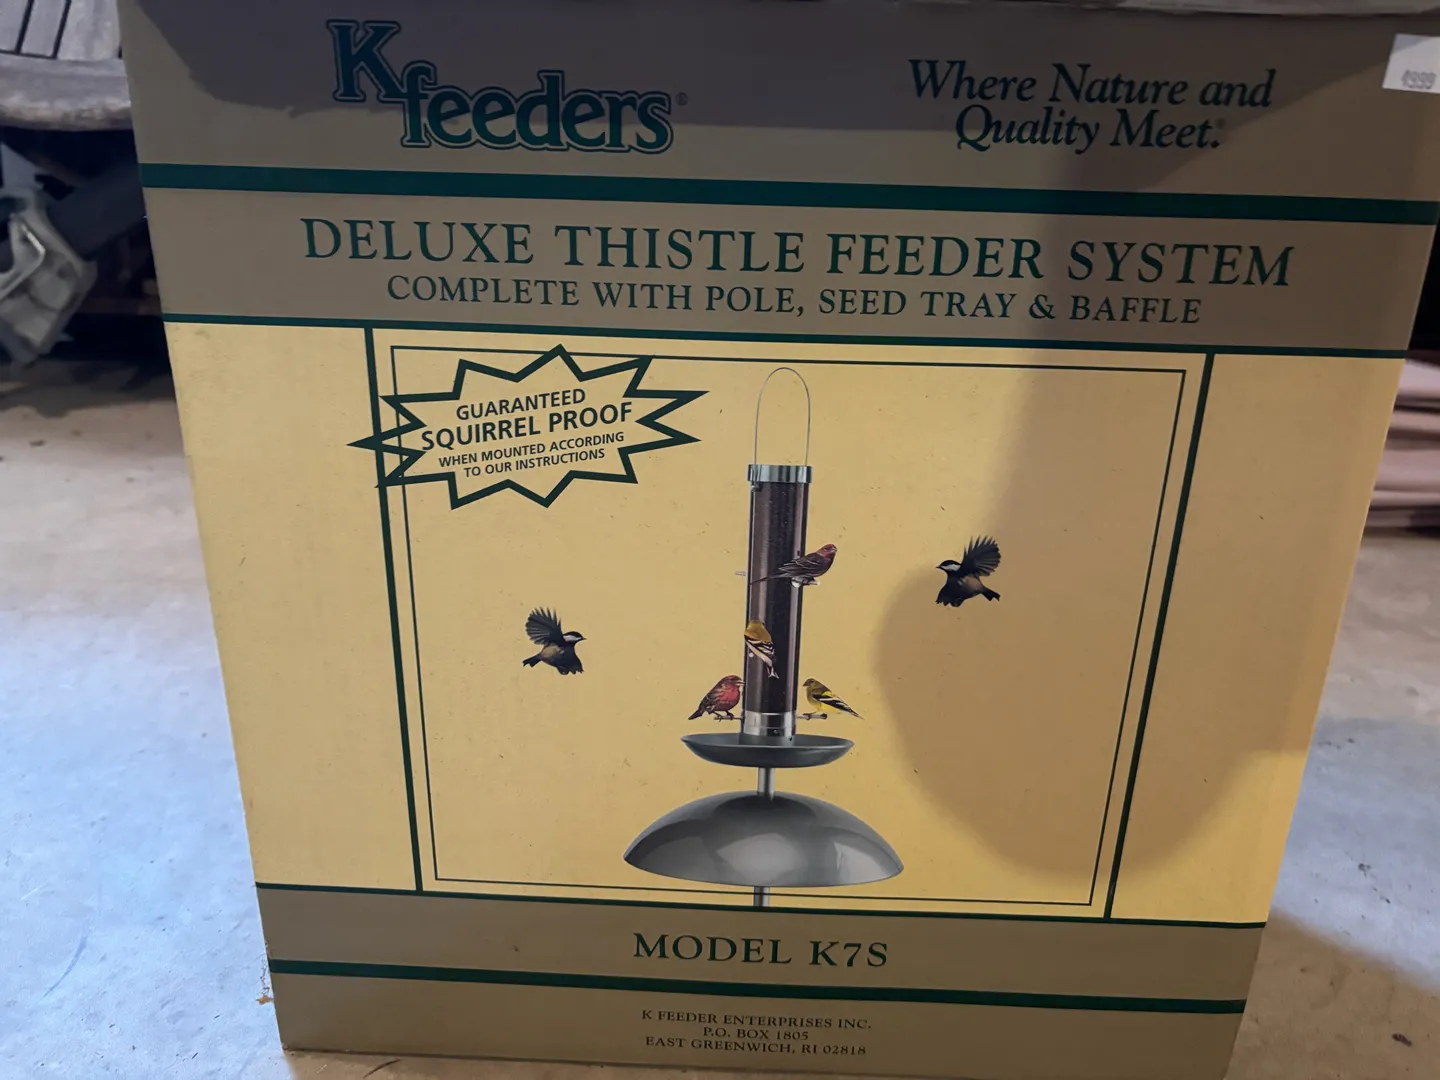 K feeders®
Where Nature and
Quality Meet.®
DELUXE THISTLE FEEDER SYSTEM
COMPLETE WITH POLE, SEED TRAY & BAFFLE
GUARANTEED
SQUIRREL PROOF
WHEN MOUNTED ACCORDING
TO OUR INSTRUCTIONS
MODEL K7S
K FEEDER ENTERPRISES INC.
P.O. BOX 1805
EAST GREENWICH, RI 02818